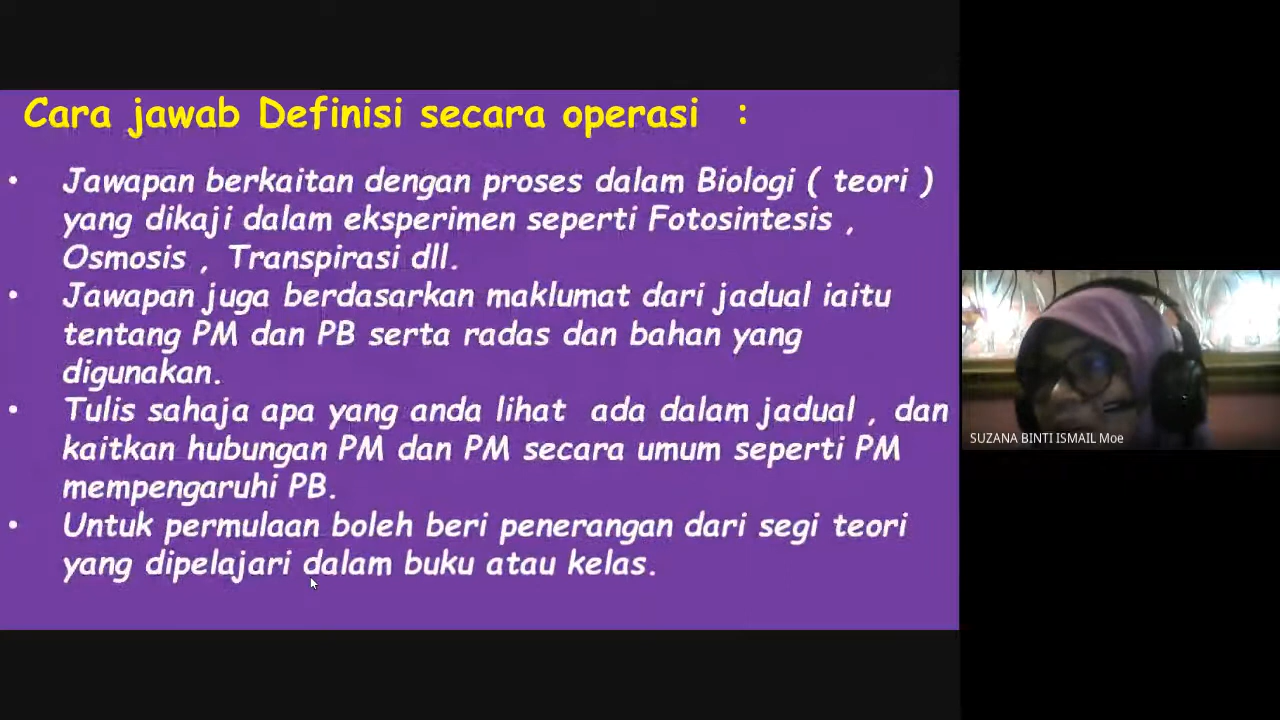 Cara jawab Definisi secara operasi :
• Jawapan berkaitan dengan proses dalam Biologi ( teori )
yang dikaji dalam eksperimen seperti Fotosintesis ,
Osmosis , Transpirasi dll.
• Jawapan juga berdasarkan maklumat dari jadual iaitu
tentang PM dan PB serta radas dan bahan yang
digunakan.
• Tulis sahaja apa yang anda lihat ada dalam jadual , dan
kaitkan hubungan PM dan PM secara umum seperti PM
mempengaruhi PB.
• Untuk permulaan boleh beri penerangan dari segi teori
yang dipelajari dalam buku atau kelas.
SUZANA BINTI ISMAIL Moe